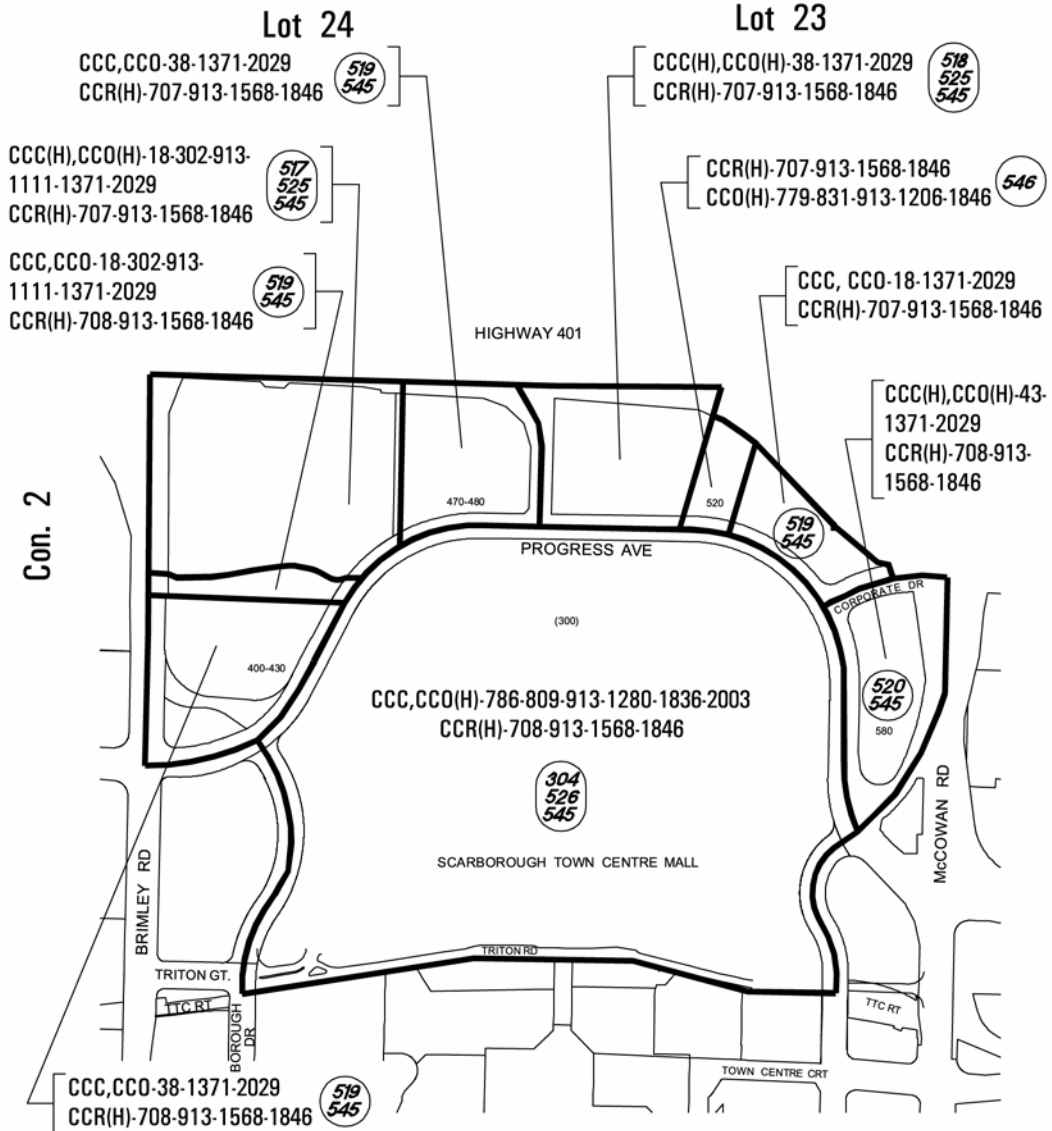 Lot 24
Lot 23
CCC,CCO-38-1371-2029
CCR(H)-707-913-1568-1846
519
545
CCC(H),CCO(H)-38-1371-2029
CCR(H)-707-913-1568-1846
518
525
545
CCC(H),CCO(H)-18-302-913-
1111-1371-2029
CCR(H)-707-913-1568-1846
517
525
545
CCR(H)-707-913-1568-1846
CCO(H)-779-831-913-1206-1846
546
CCC,CCO-18-302-913-
1111-1371-2029
CCR(H)-708-913-1568-1846
519
545
CCC, CCO-18-1371-2029
CCR(H)-707-913-1568-1846
HIGHWAY 401
CCC(H),CCO(H)-43-
1371-2029
CCR(H)-708-913-
1568-1846
Con. 2
470-480
520
519
545
PROGRESS AVE
CORPORATE DR
(300)
400-430
CCC,CCO(H)-786-809-913-1280-1836-2003
CCR(H)-708-913-1568-1846
520
545
580
304
526
545
SCARBOROUGH TOWN CENTRE MALL
BRIMLEY RD
McCOWAN RD
TRITON RD
TRITON GT.
TTC RT
BOROUGH
DR
TTC RT
TOWN CENTRE CRT
CCC,CCO-38-1371-2029
CCR(H)-708-913-1568-1846
519
545